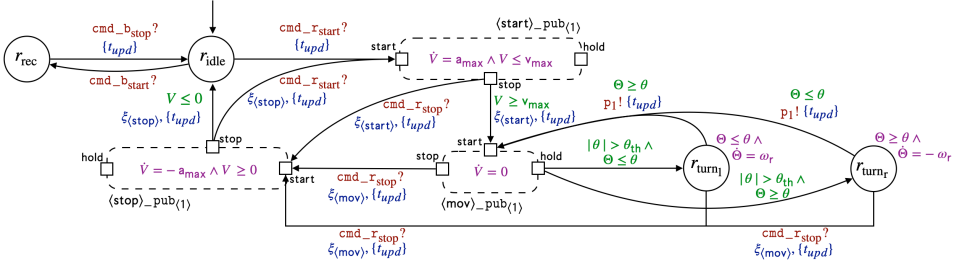 ⟨start⟩_pub⟨1⟩
cmd_b_stop?
{t_upd}
cmd_r_start?
{t_upd}
start
hold
r_rec
r_idle
V̇ = a_max ∧ V ≤ v_max
stop
cmd_b_start?
cmd_r_start?
{t_upd}
V ≤ 0
ξ⟨stop⟩, {t_upd}
cmd_r_stop?
ξ⟨start⟩, {t_upd}
V ≥ v_max
ξ⟨start⟩, {t_upd}
Θ ≥ θ
p_l! {t_upd}
Θ ≤ θ
p_l! {t_upd}
stop
hold
start
V̇ = − a_max ∧ V ≥ 0
⟨stop⟩_pub⟨1⟩
start
stop
hold
V̇ = 0
⟨mov⟩_pub⟨1⟩
|θ| > θ_th ∧
Θ ≤ θ
r_turn_l
Θ ≤ θ ∧
Θ̇ = ω_r
|θ| > θ_th ∧
Θ ≥ θ
r_turn_r
Θ ≥ θ ∧
Θ̇ = − ω_r
cmd_r_stop?
ξ⟨mov⟩, {t_upd}
cmd_r_stop?
ξ⟨mov⟩, {t_upd}
cmd_r_stop?
ξ⟨mov⟩, {t_upd}